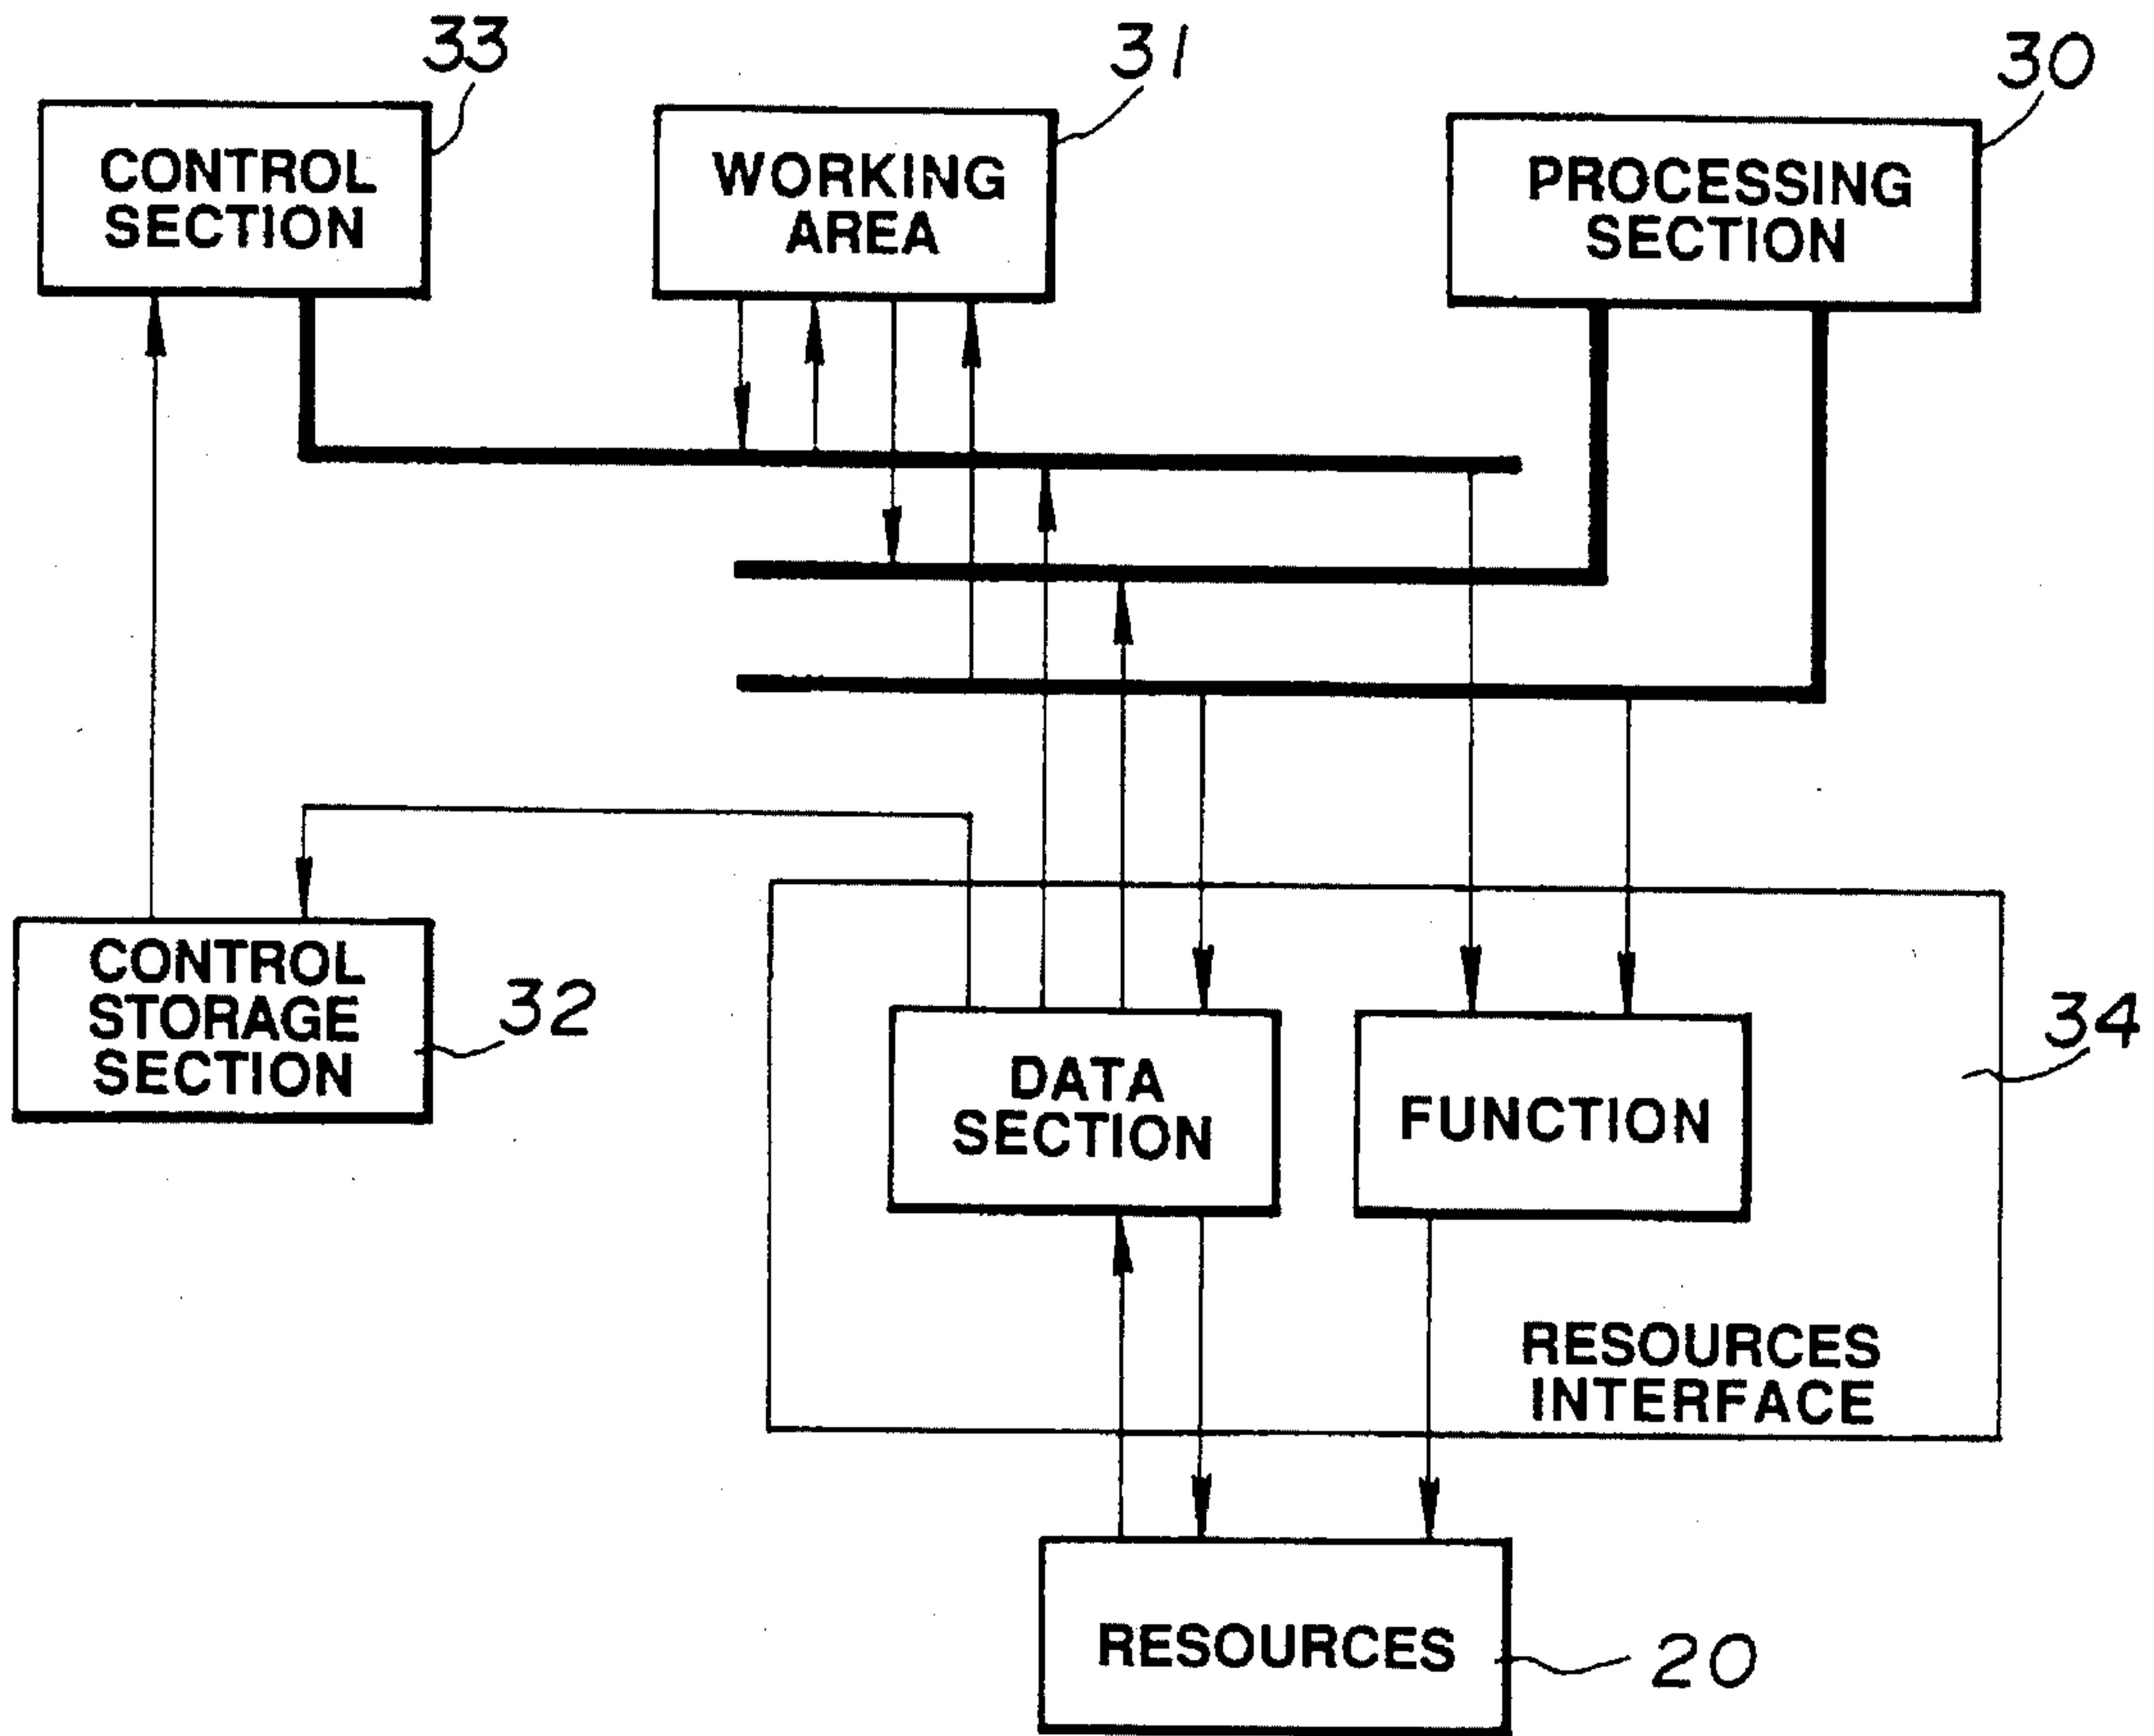 33
31
30
CONTROL
SECTION
WORKING
AREA
PROCESSING
SECTION
CONTROL
STORAGE
SECTION
32
DATA
SECTION
FUNCTION
34
RESOURCES
INTERFACE
RESOURCES
20